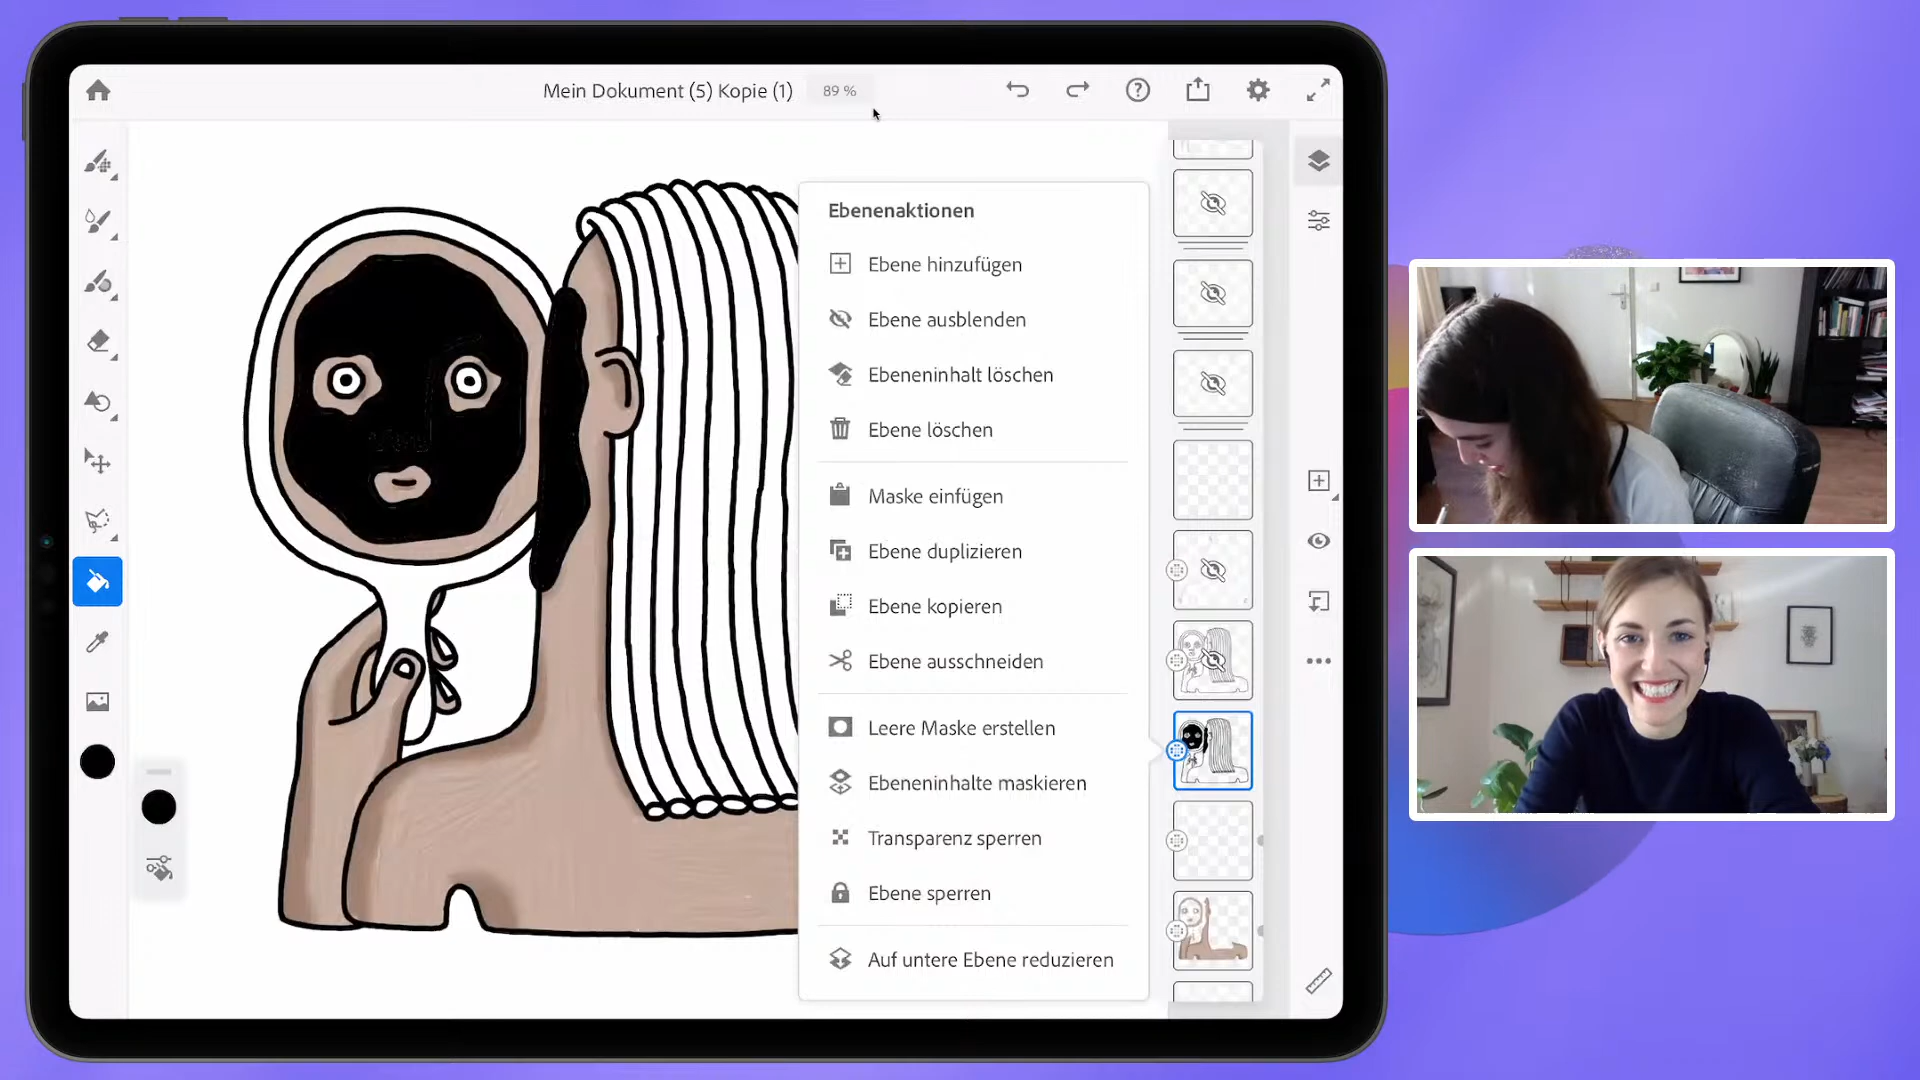 Mein Dokument (5) Kopie (1) 89 %
Ebenenaktionen
Ebene hinzufügen
Ebene ausblenden
Ebeneninhalt löschen
Ebene löschen
Maske einfügen
Ebene duplizieren
Ebene kopieren
Ebene ausschneiden
Leere Maske erstellen
Ebeneninhalte maskieren
Transparenz sperren
Ebene sperren
Auf untere Ebene reduzieren